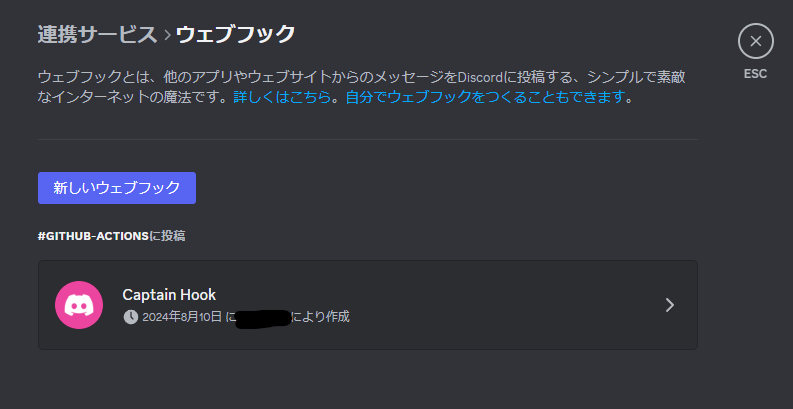 連携サービス > ウェブフック
ESC
ウェブフックとは、他のアプリやウェブサイトからのメッセージをDiscordに投稿する、シンプルで素敵
なインターネットの魔法です。詳しくはこちら。自分でウェブフックをつくることもできます。
新しいウェブフック
#GITHUB-ACTIONSに投稿
Captain Hook
2024年8月10日 に により作成